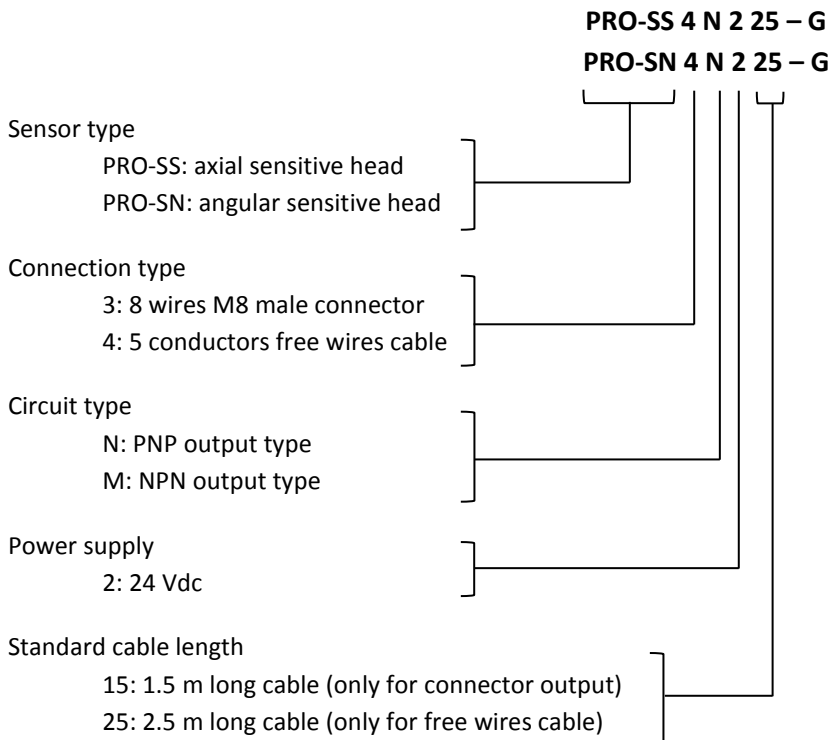 PRO-SS 4 N 2 25 – G
PRO-SN 4 N 2 25 – G
Sensor type
PRO-SS: axial sensitive head
PRO-SN: angular sensitive head
Connection type
3: 8 wires M8 male connector
4: 5 conductors free wires cable
Circuit type
N: PNP output type
M: NPN output type
Power supply
2: 24 Vdc
Standard cable length
15: 1.5 m long cable (only for connector output)
25: 2.5 m long cable (only for free wires cable)